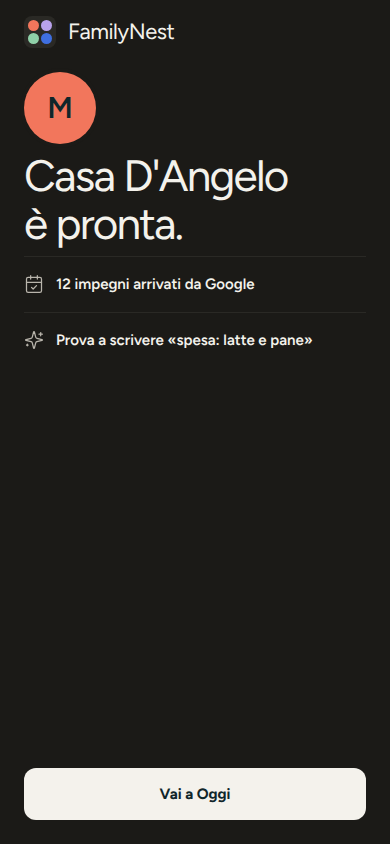 FamilyNest
M
Casa D'Angelo
è pronta.
12 impegni arrivati da Google
Prova a scrivere «spesa: latte e pane»
Vai a Oggi